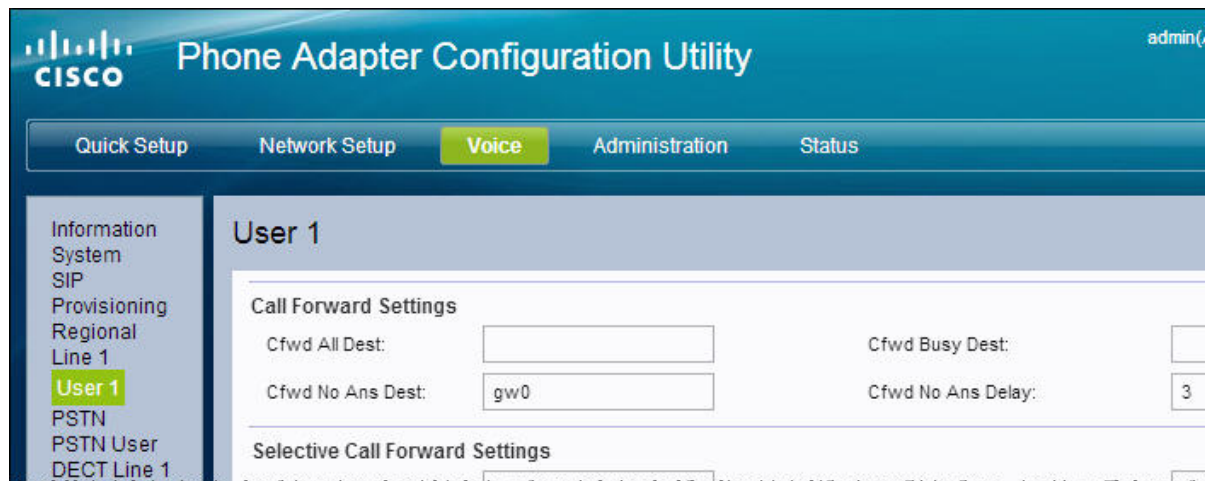 CISCO
Phone Adapter Configuration Utility
admin(
Quick Setup
Network Setup
Voice
Administration
Status
Information
System
SIP
Provisioning
Regional
Line 1
User 1
PSTN
PSTN User
DECT Line 1
User 1
Call Forward Settings
Cfwd All Dest:
Cfwd Busy Dest:
Cfwd No Ans Dest: gw0
Cfwd No Ans Delay: 3
Selective Call Forward Settings